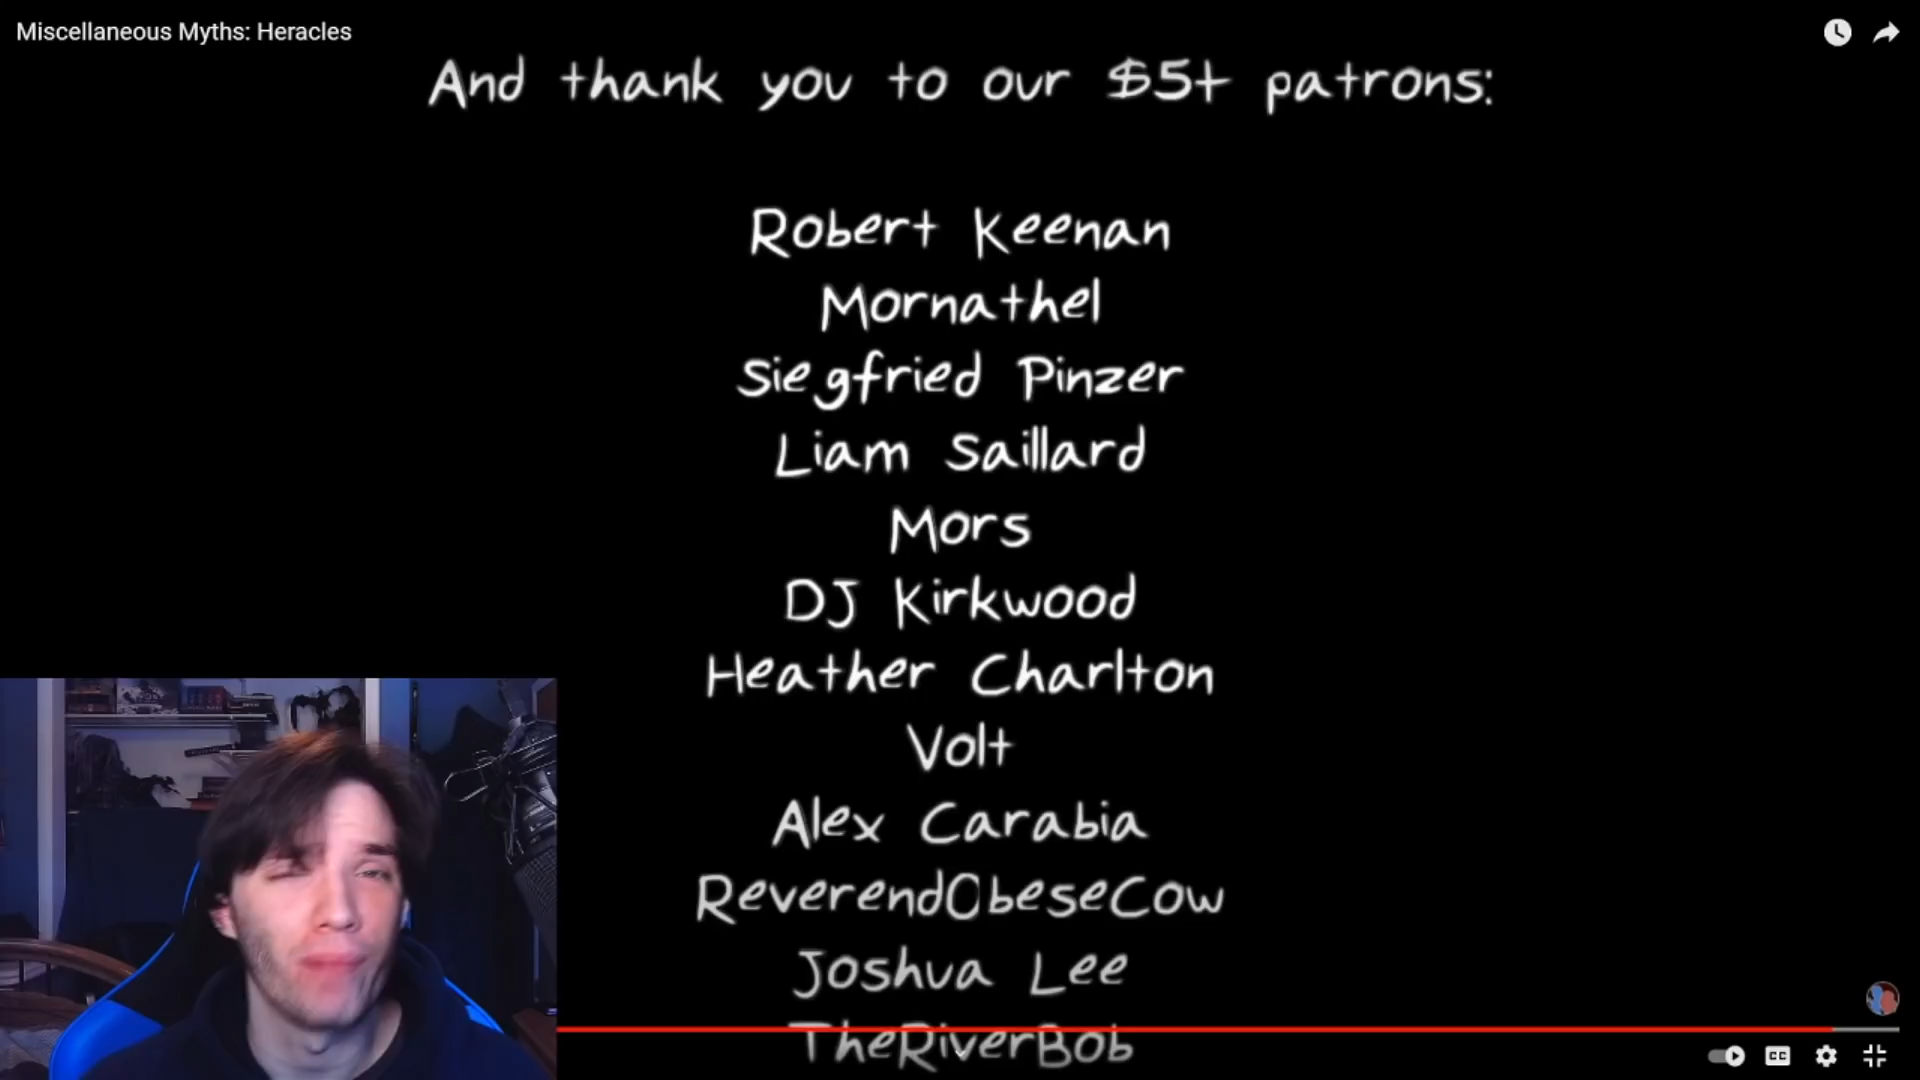 Miscellaneous Myths: Heracles
And thank you to our $5+ patrons:
Robert Keenan
Mornathel
Siegfried Pinzer
Liam Saillard
Mors
DJ Kirkwood
Heather Charlton
Volt
Alex Carabia
ReverendObeseCow
Joshua Lee
TheRiverBob
CC